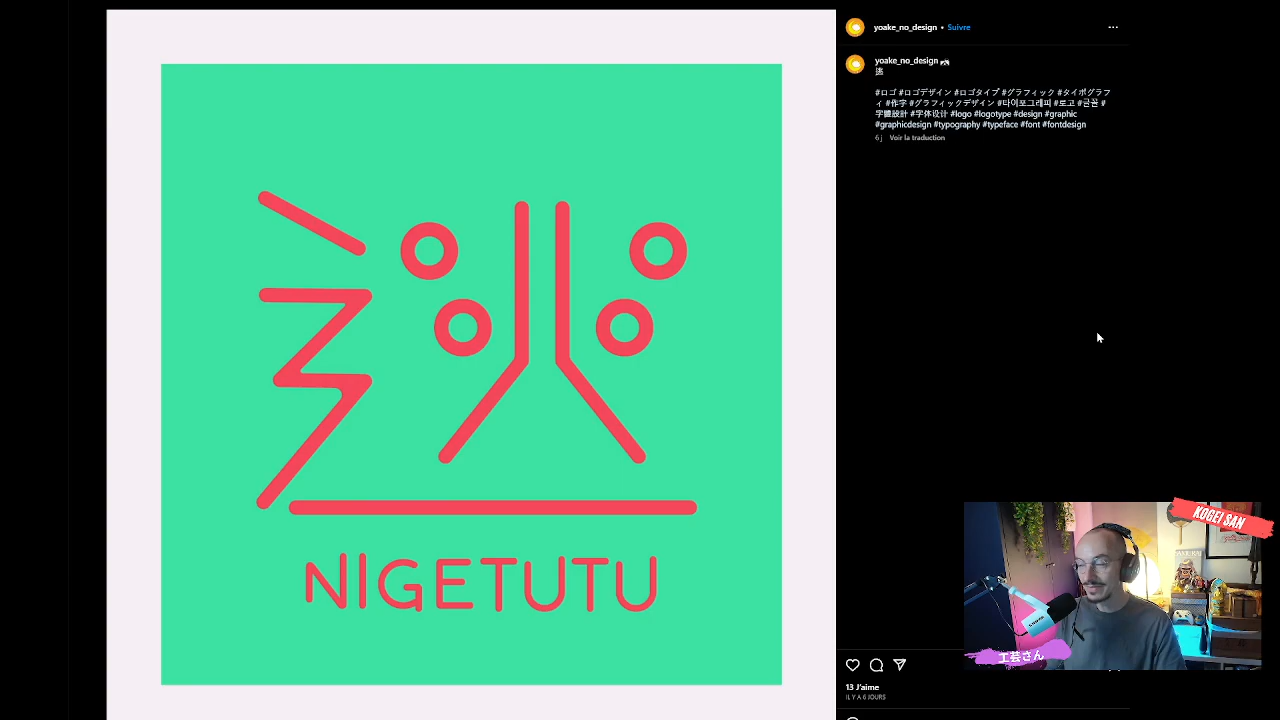 逃
NIGETUTU
yoake_no_design • Suivre
yoake_no_design
逃
#ロゴ #ロゴデザイン #ロゴタイプ #グラフィック #タイポグラフ
ィ #作字 #グラフィックデザイン #타이포그래피 #로고 #글꼴 #
字體設計 #字体设计 #logo #logotype #design #graphic
#graphicdesign #typography #typeface #font #fontdesign
6 j Voir la traduction
KOGEI SAN
工芸さん
13 J'aime
IL Y A 6 JOURS